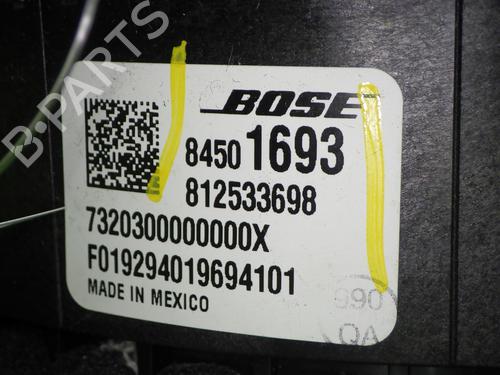 B-PARTS
BOSE
8450 1693
812533698
7320300000000X
F019294019694101
MADE IN MEXICO
990
QA